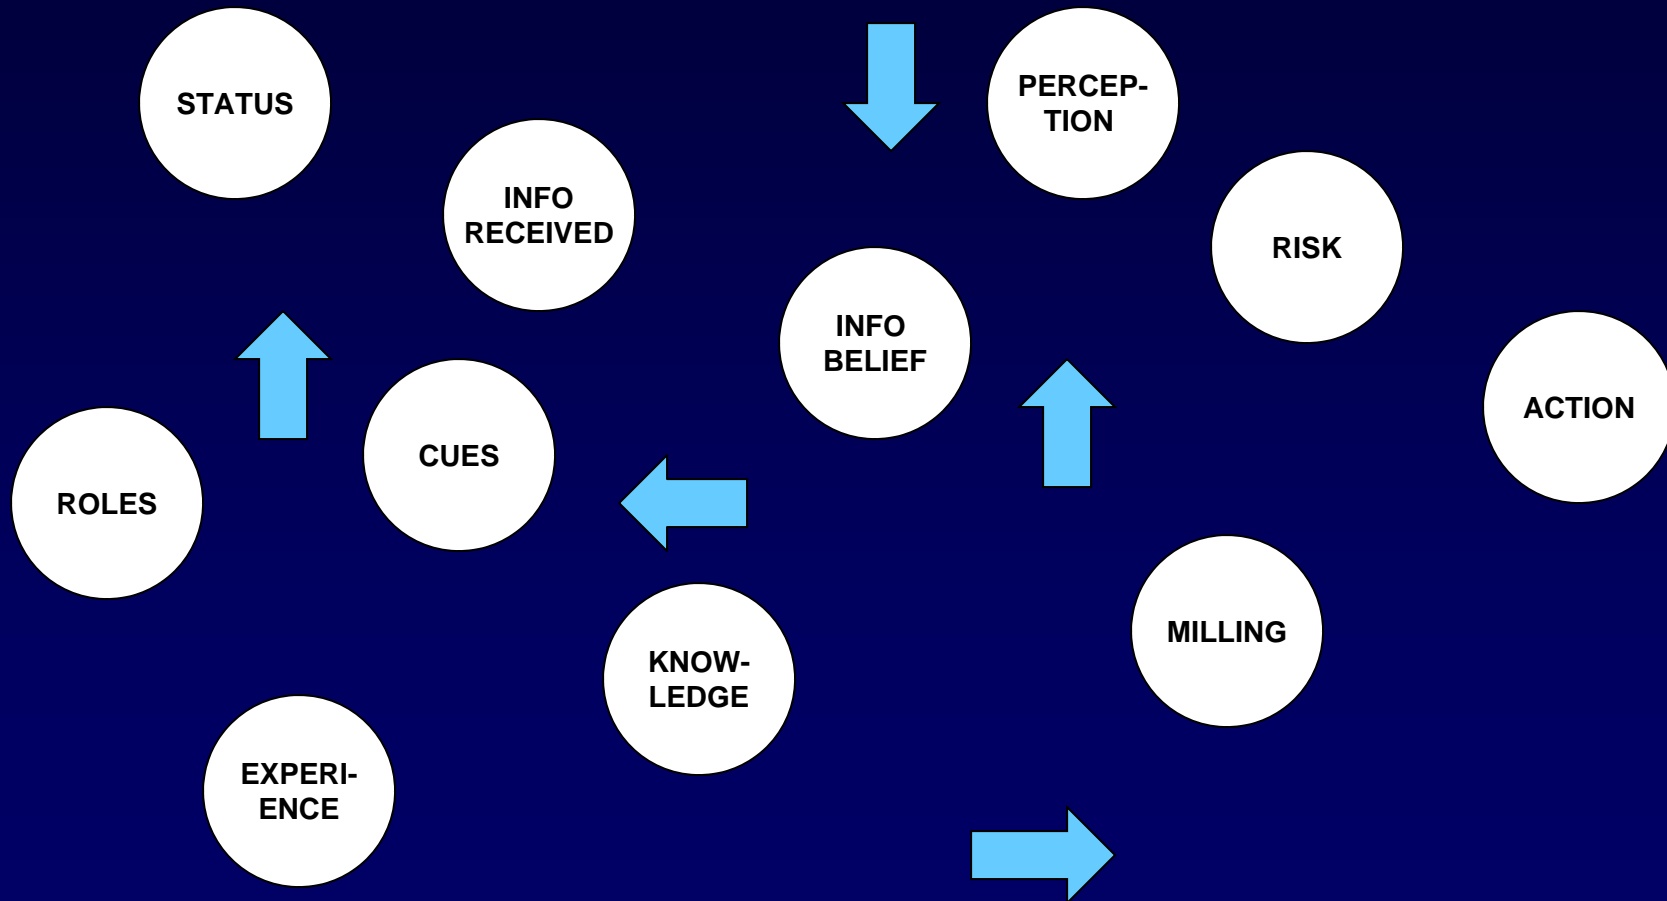 STATUS
INFO
RECEIVED
PERCEP-
TION
RISK
INFO
BELIEF
ACTION
CUES
ROLES
KNOW-
LEDGE
MILLING
EXPERI-
ENCE